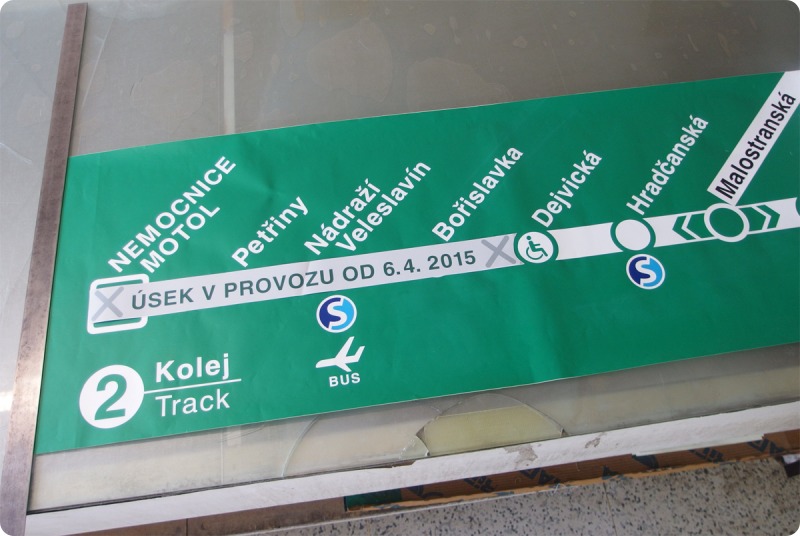 NEMOCNICE
MOTOL
Petřiny
Nádraží
Veleslavín
Bořislavka
Dejvická
Hradčanská
Malostranská
ÚSEK V PROVOZU OD 6.4. 2015
S
S
BUS
2
Kolej
Track